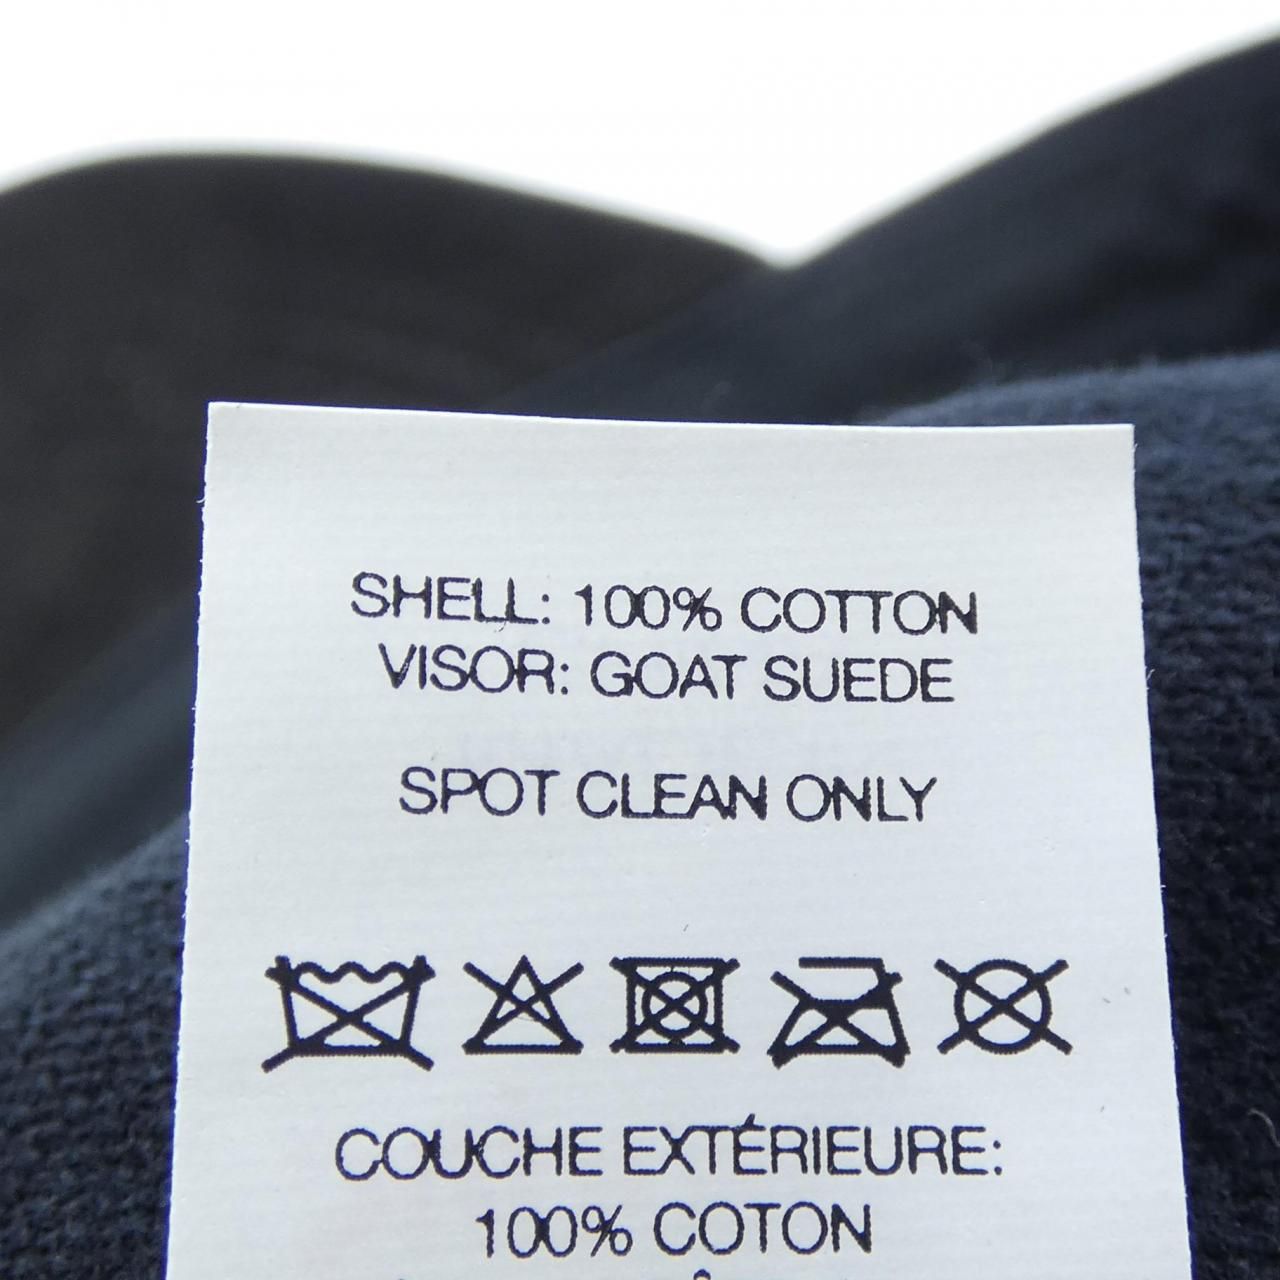 SHELL: 100% COTTON
VISOR: GOAT SUEDE
SPOT CLEAN ONLY
COUCHE EXTÉRIEURE:
100% COTON